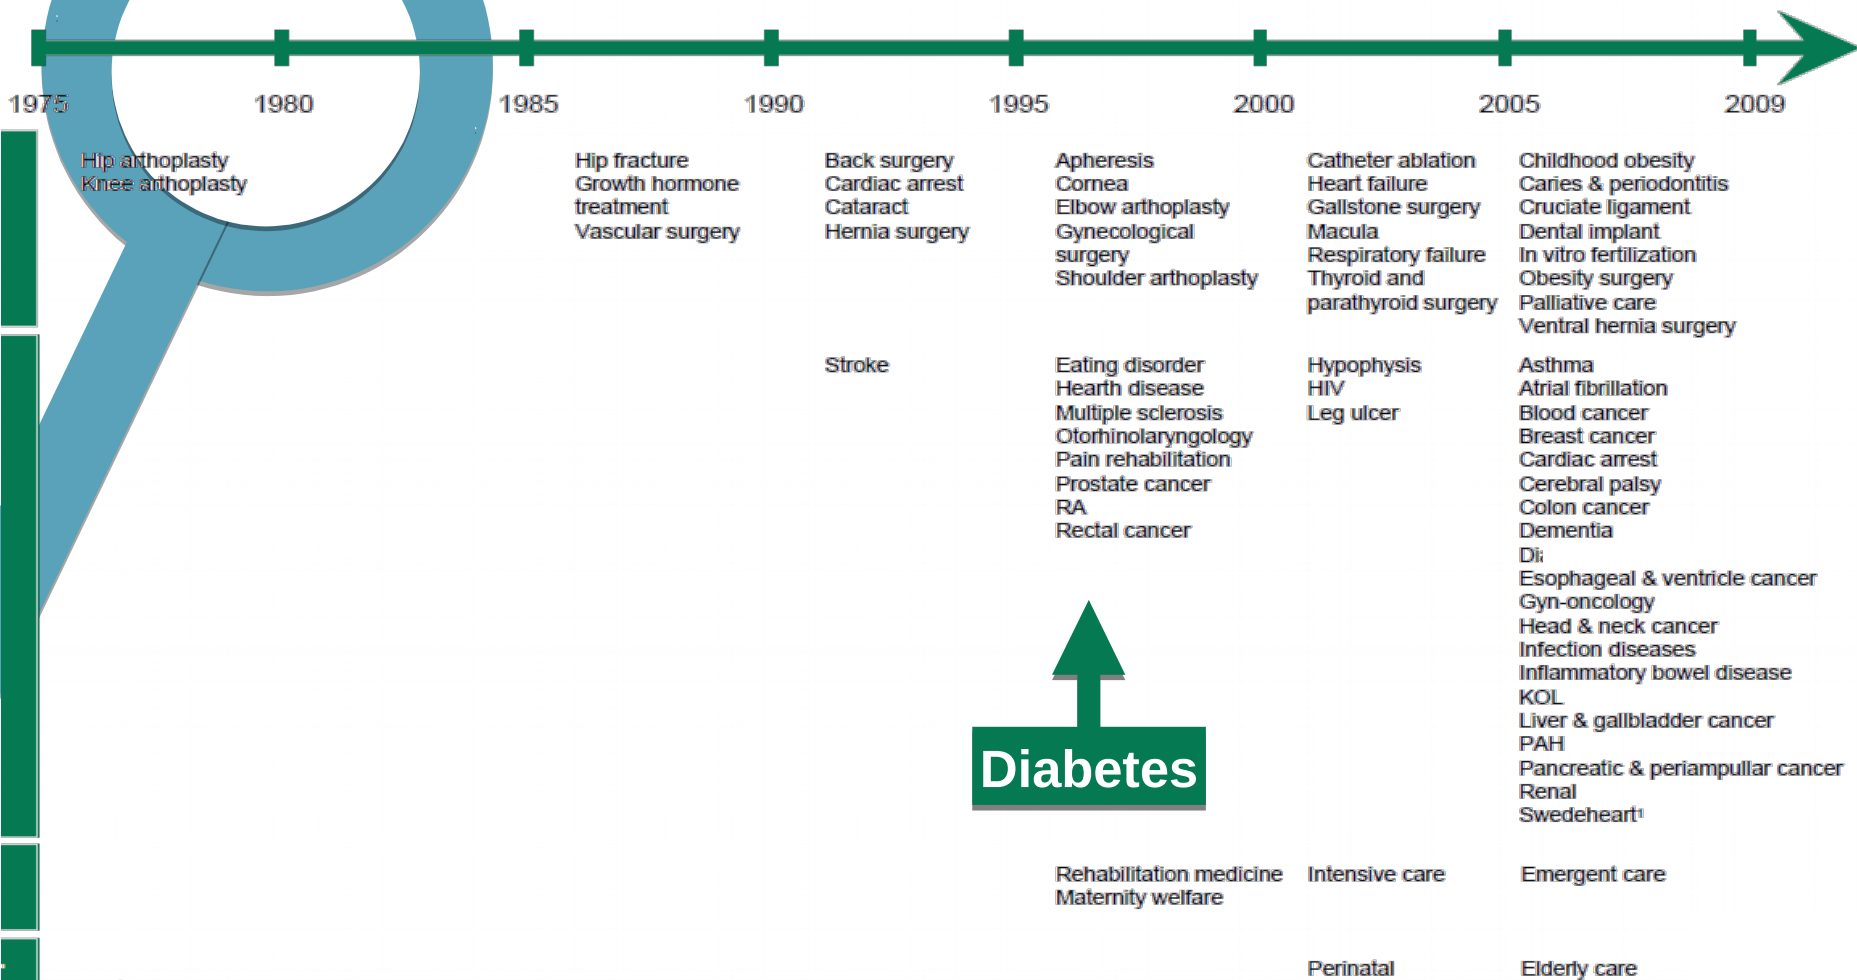 1975 1980 1985 1990 1995 2000 2005 2009
Hip arthoplasty
Knee arthoplasty
Hip fracture
Growth hormone
treatment
Vascular surgery
Back surgery
Cardiac arrest
Cataract
Hernia surgery
Apheresis
Cornea
Elbow arthoplasty
Gynecological
surgery
Shoulder arthoplasty
Catheter ablation
Heart failure
Gallstone surgery
Macula
Respiratory failure
Thyroid and
parathyroid surgery
Childhood obesity
Caries & periodontitis
Cruciate ligament
Dental implant
In vitro fertilization
Obesity surgery
Palliative care
Ventral hernia surgery
Stroke
Eating disorder
Hearth disease
Multiple sclerosis
Otorhinolaryngology
Pain rehabilitation
Prostate cancer
RA
Rectal cancer
Hypophysis
HIV
Leg ulcer
Asthma
Atrial fibrillation
Blood cancer
Breast cancer
Cardiac arrest
Cerebral palsy
Colon cancer
Dementia
Esophageal & ventricle cancer
Gyn-oncology
Head & neck cancer
Infection diseases
Inflammatory bowel disease
KOL
Liver & gallbladder cancer
PAH
Pancreatic & periampullar cancer
Renal
Swedeheart¹
Diabetes
Rehabilitation medicine
Maternity welfare
Intensive care
Emergent care
Perinatal
Elderly care